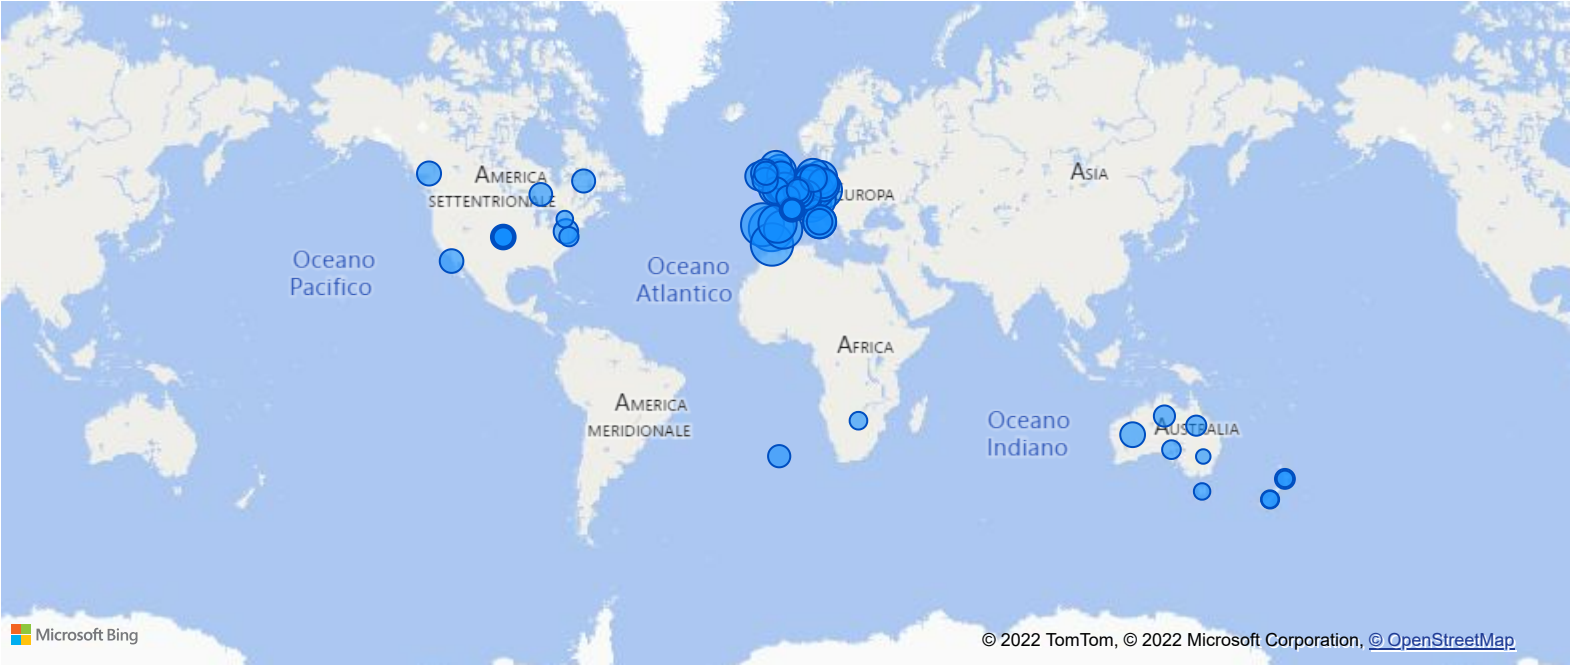 AMERICA
SETTENTRIONALE
EUROPA
ASIA
Oceano
Pacifico
Oceano
Atlantico
AFRICA
AMERICA
MERIDIONALE
Oceano
Indiano
AUSTRALIA
Microsoft Bing
© 2022 TomTom, © 2022 Microsoft Corporation, © OpenStreetMap